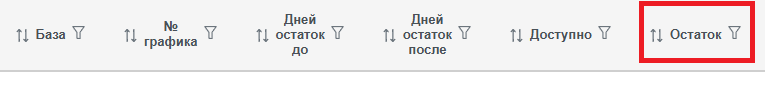 База
№
графика
Дней
остаток
до
Дней
остаток
после
Доступно
Остаток